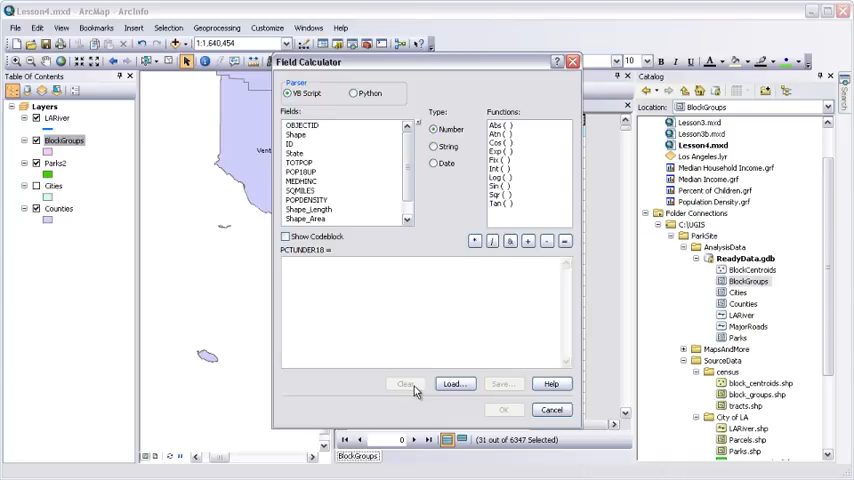 Lesson4.mxd - ArcMap - ArcInfo
File Edit View Bookmarks Insert Selection Geoprocessing Customize Windows Help
1:1,640,454
Table Of Contents
Layers
LARiver
BlockGroups
Parks2
Cities
Counties
Vent
Field Calculator
Parser
VB Script Python
Fields:
OBJECTID
Shape
ID
State
TOTPOP
POP18UP
MEDHINC
SQMILES
POPDENSITY
Shape_Length
Shape_Area
Type:
Number
String
Date
Functions:
Abs ( )
Atn ( )
Cos ( )
Exp ( )
Fix ( )
Int ( )
Log ( )
Sin ( )
Sqr ( )
Tan ( )
Show Codeblock
* / & + - =
PCTUNDER18 =
Clear Load... Save... Help
OK Cancel
0 (31 out of 6347 Selected)
BlockGroups
10 B I U A
Catalog
Location: BlockGroups
Lesson3.mxd
Lesson3b.mxd
Lesson4.mxd
Los Angeles.lyr
Median Household Income.grf
Median Income.grf
Percent of Children.grf
Population Density.grf
Folder Connections
C:\UGIS
ParkSite
AnalysisData
ReadyData.gdb
BlockCentroids
BlockGroups
Cities
Counties
LARiver
MajorRoads
Parks
MapsAndMore
SourceData
census
block_centroids.shp
block_groups.shp
tracts.shp
City of LA
LARiver.shp
Parcels.shp
Parks.shp
Search